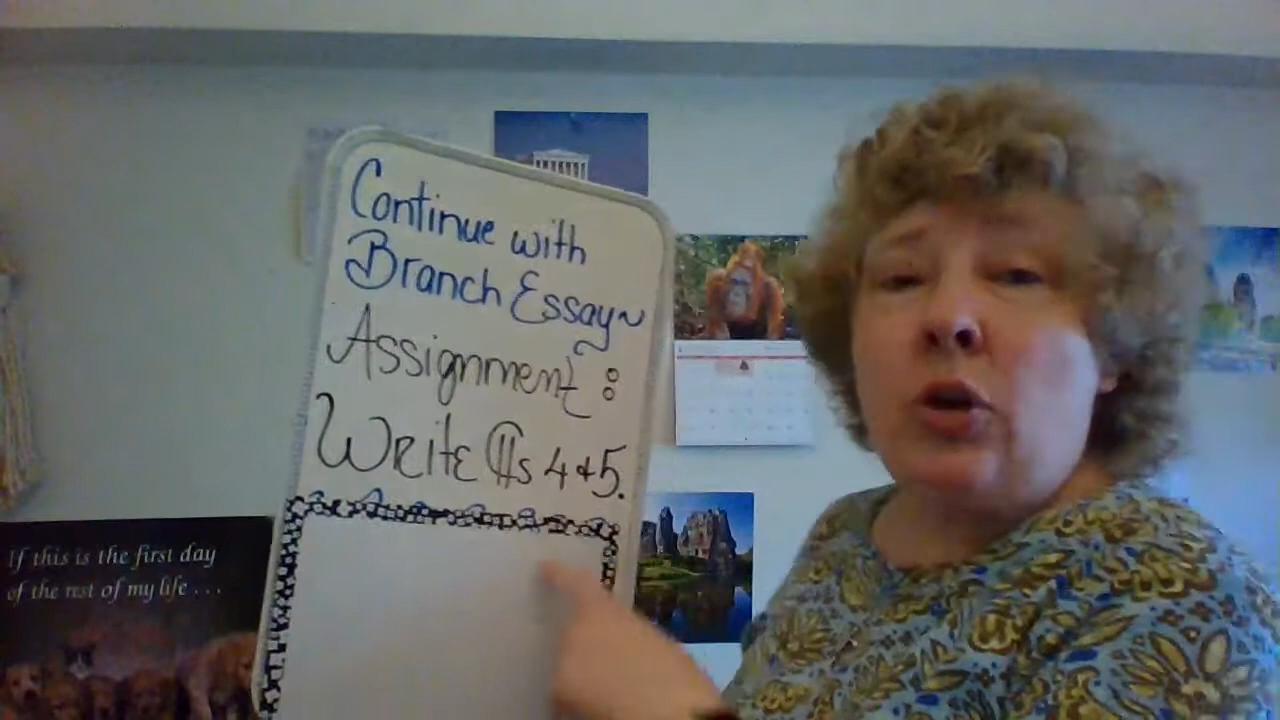 Continue with
Branch Essay~
Assignment:
Write ¶s 4 & 5.
If this is the first day
of the rest of my life . . .